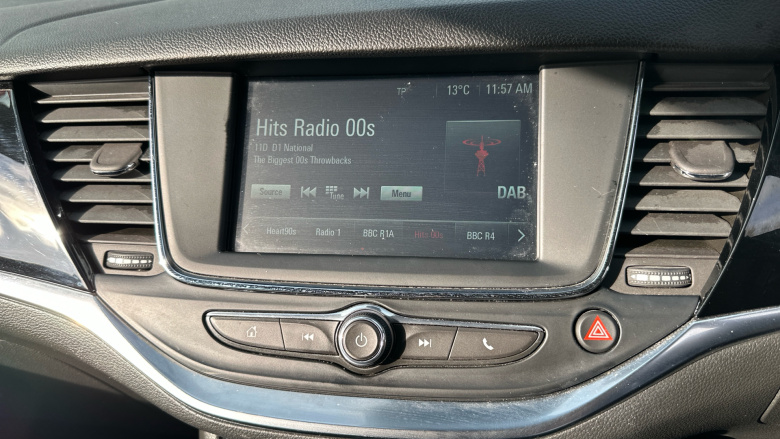 TP 13°C 11:57 AM
Hits Radio 00s
11D D1 National
The Biggest 00s Throwbacks
Source Tune Menu
DAB
Heart90s Radio 1 BBC R1A Hits 00s BBC R4